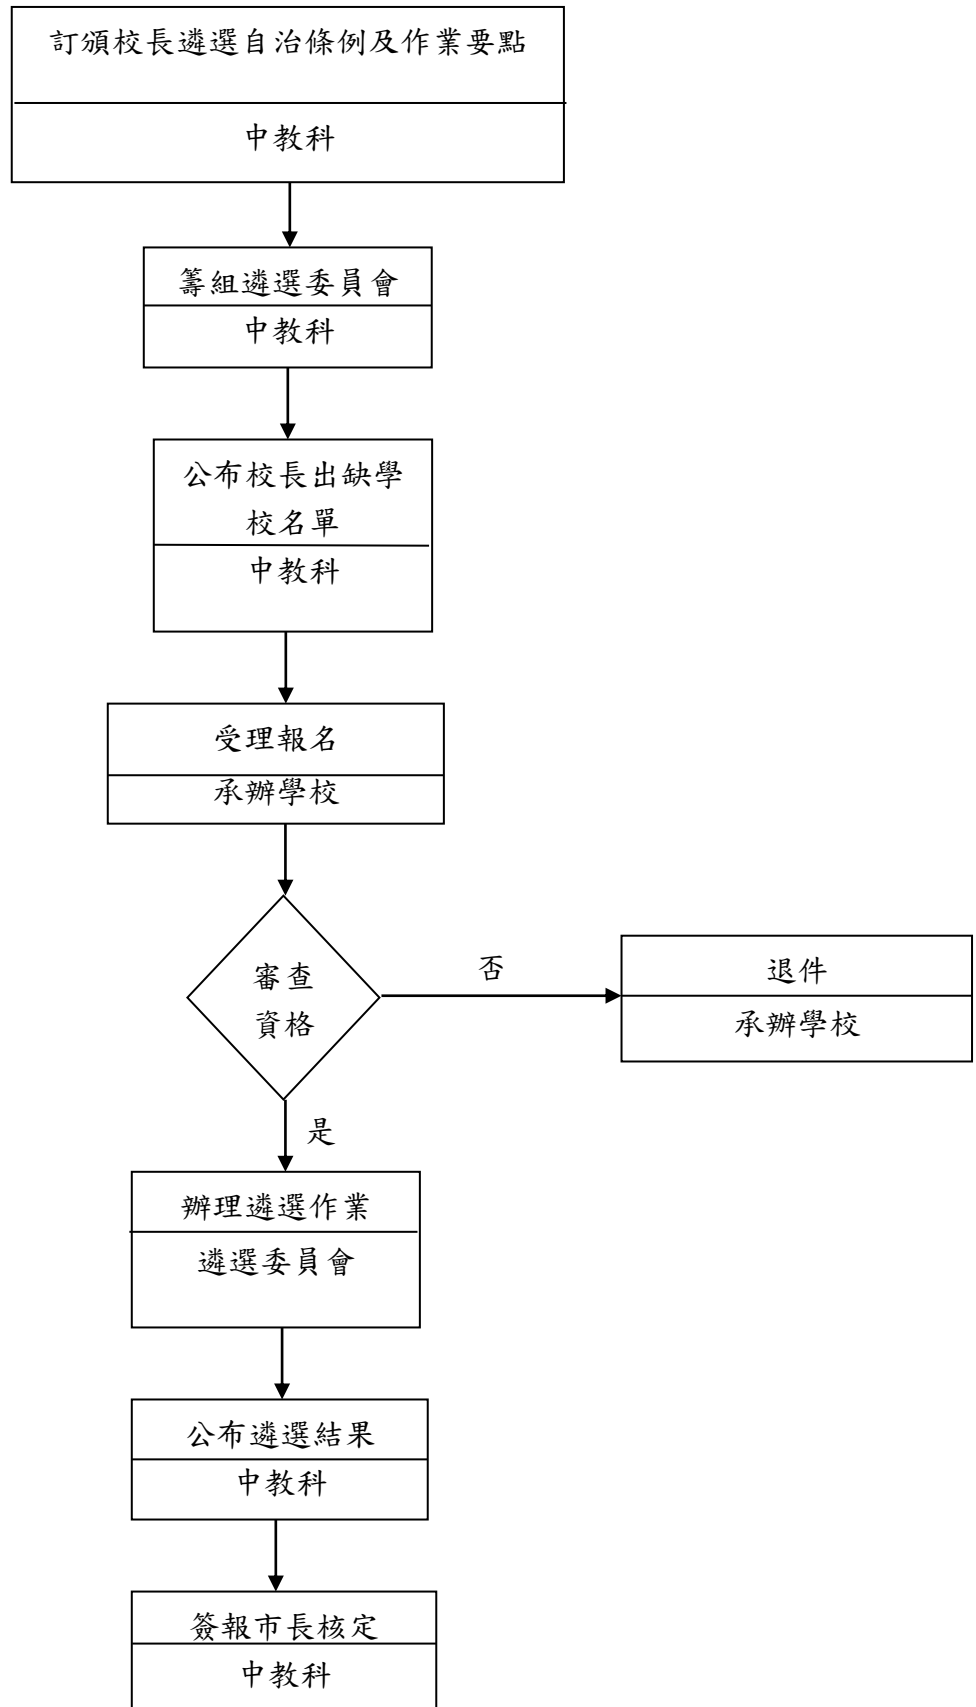 訂頒校長遴選自治條例及作業要點
中教科
籌組遴選委員會
中教科
公布校長出缺學
校名單
中教科
受理報名
承辦學校
審查
資格
否
退件
承辦學校
是
辦理遴選作業
遴選委員會
公布遴選結果
中教科
簽報市長核定
中教科